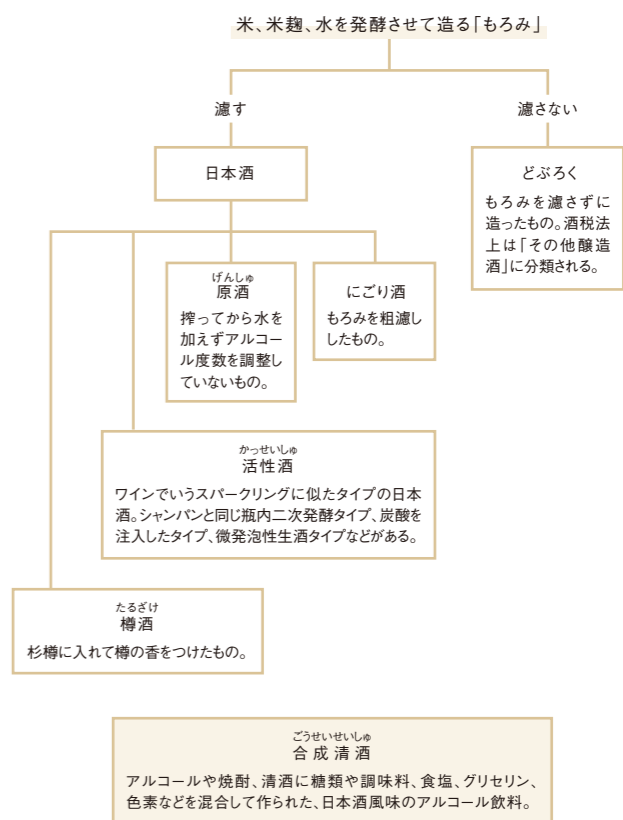 米、米麹、水を発酵させて造る「もろみ」
濾す
濾さない
日本酒
どぶろく
もろみを濾さずに
造ったもの。酒税法
上は「その他醸造
酒」に分類される。
げんしゅ
原酒
搾ってから水を
加えずアルコー
ル度数を調整し
ていないもの。
にごり酒
もろみを粗濾し
したもの。
かっせいしゅ
活性酒
ワインでいうスパークリングに似たタイプの日本
酒。シャンパンと同じ瓶内二次発酵タイプ、炭酸を
注入したタイプ、微発泡性生酒タイプなどがある。
たるざけ
樽酒
杉樽に入れて樽の香をつけたもの。
ごうせいせいしゅ
合成清酒
アルコールや焼酎、清酒に糖類や調味料、食塩、グリセリン、
色素などを混合して作られた、日本酒風味のアルコール飲料。